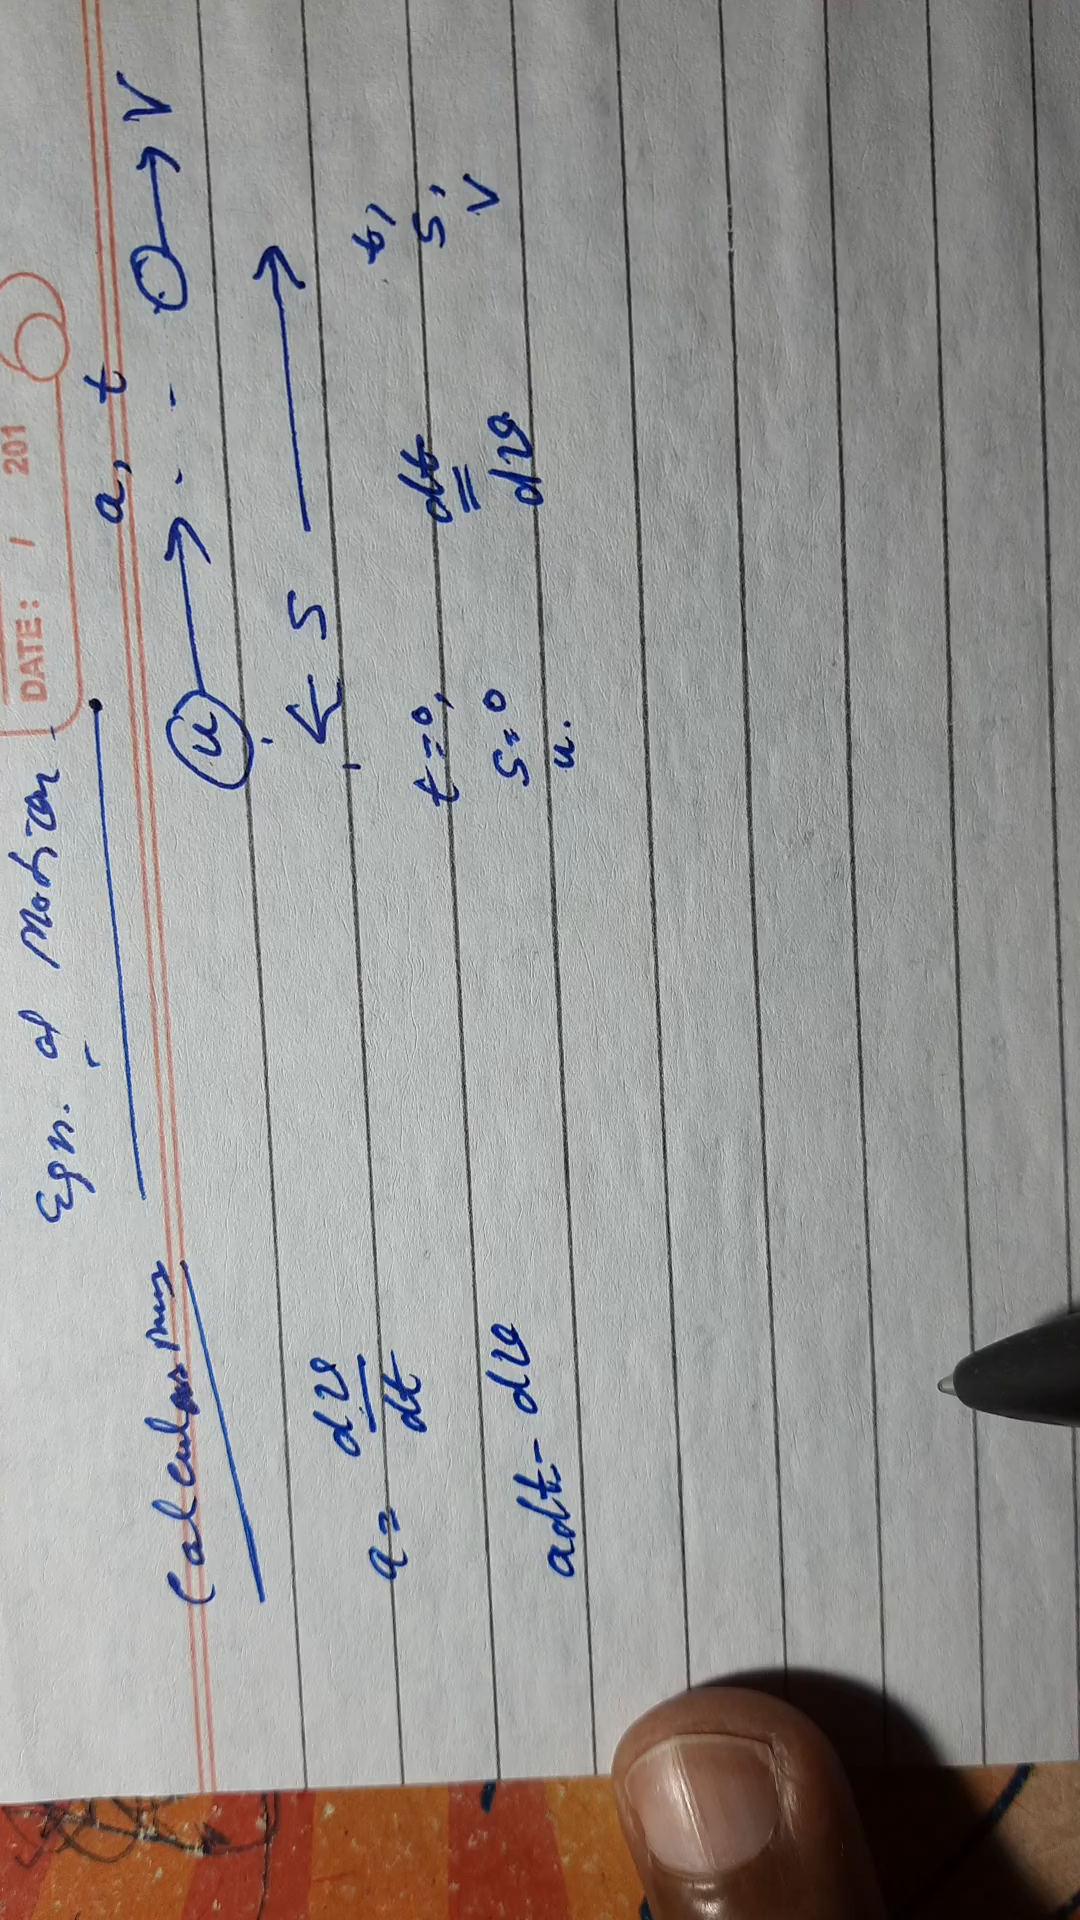 DATE: / / 201
Eqn. of Motion
Calculus
a, t
u
V
S
a = dv
dt
t=0,
S=0
u.
dt
dv
t,
S,
V
adt = dv